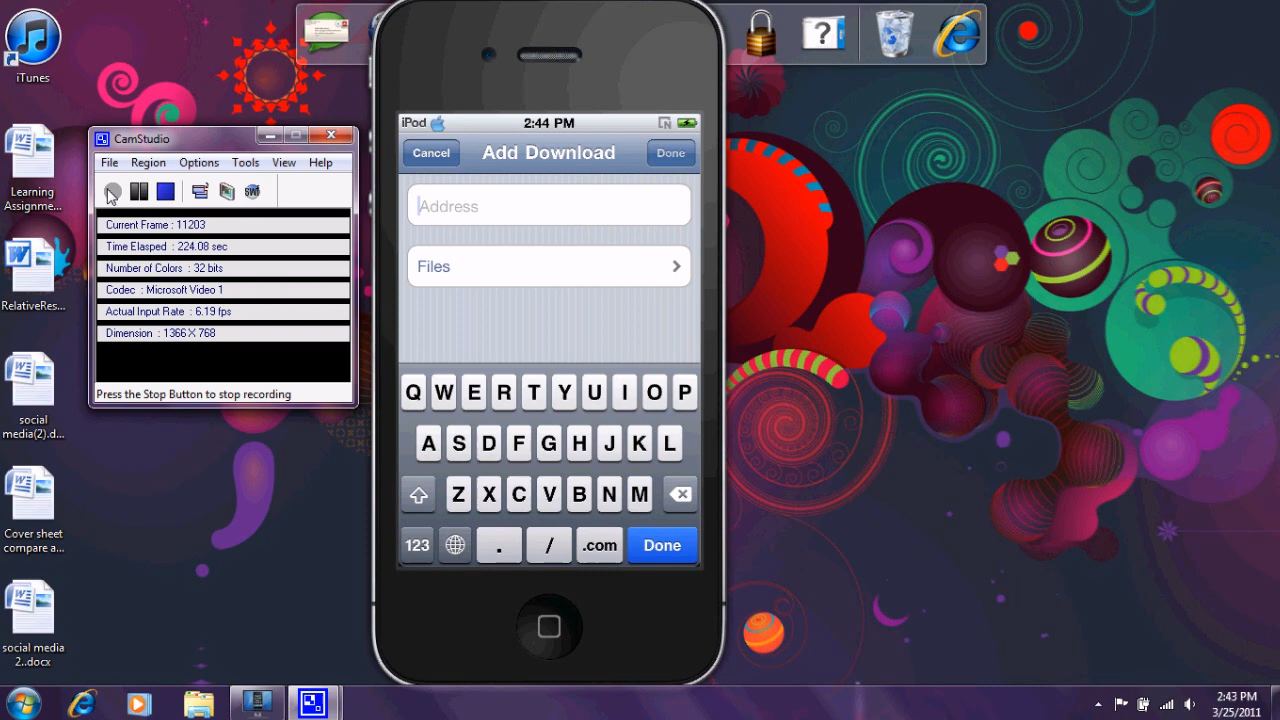 iTunes
Learning
Assignme...
RelativeRes...
social
media(2).d...
Cover sheet
compare a...
social media
2..docx
CamStudio
File Region Options Tools View Help
SWF
Current Frame : 11203
Time Elasped : 224.08 sec
Number of Colors : 32 bits
Codec : Microsoft Video 1
Actual Input Rate : 6.19 fps
Dimension : 1366 X 768
Press the Stop Button to stop recording
iPod 2:44 PM
Cancel Add Download Done
Address
Files
Q W E R T Y U I O P
A S D F G H J K L
Z X C V B N M
123 . / .com Done
?
2:43 PM
3/25/2011